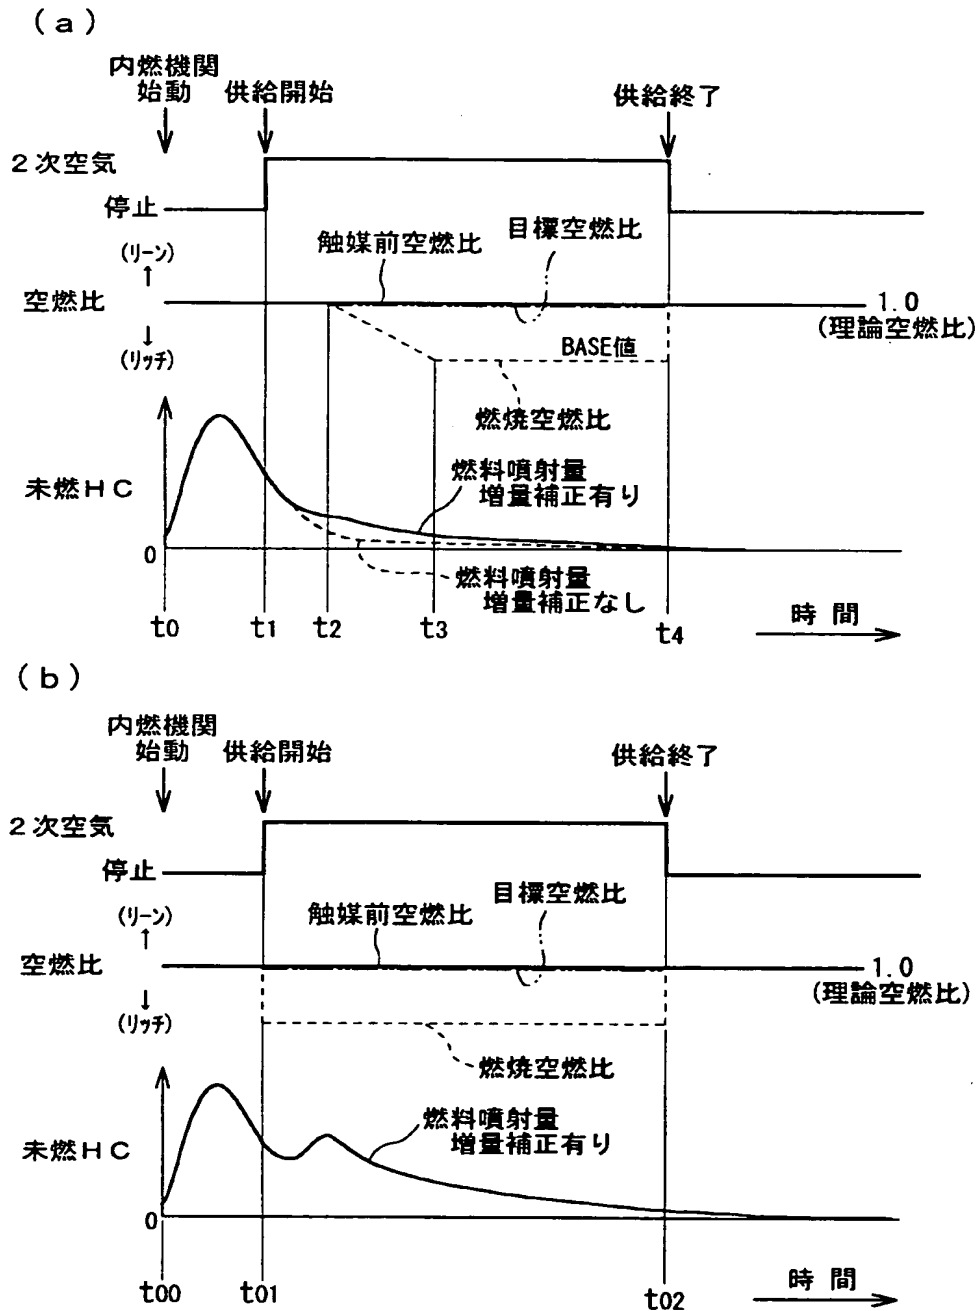 (a)
内燃機関
始動
供給開始
供給終了
2次空気
停止
触媒前空燃比
目標空燃比
(リーン)
↑
空燃比
1.0
(理論空燃比)
↓
(リッチ)
BASE値
燃焼空燃比
未燃HC
燃料噴射量
増量補正有り
0
燃料噴射量
増量補正なし
t0
t1
t2
t3
t4
時間
(b)
内燃機関
始動
供給開始
供給終了
2次空気
停止
触媒前空燃比
目標空燃比
(リーン)
↑
空燃比
1.0
(理論空燃比)
↓
(リッチ)
燃焼空燃比
未燃HC
燃料噴射量
増量補正有り
0
t00
t01
t02
時間